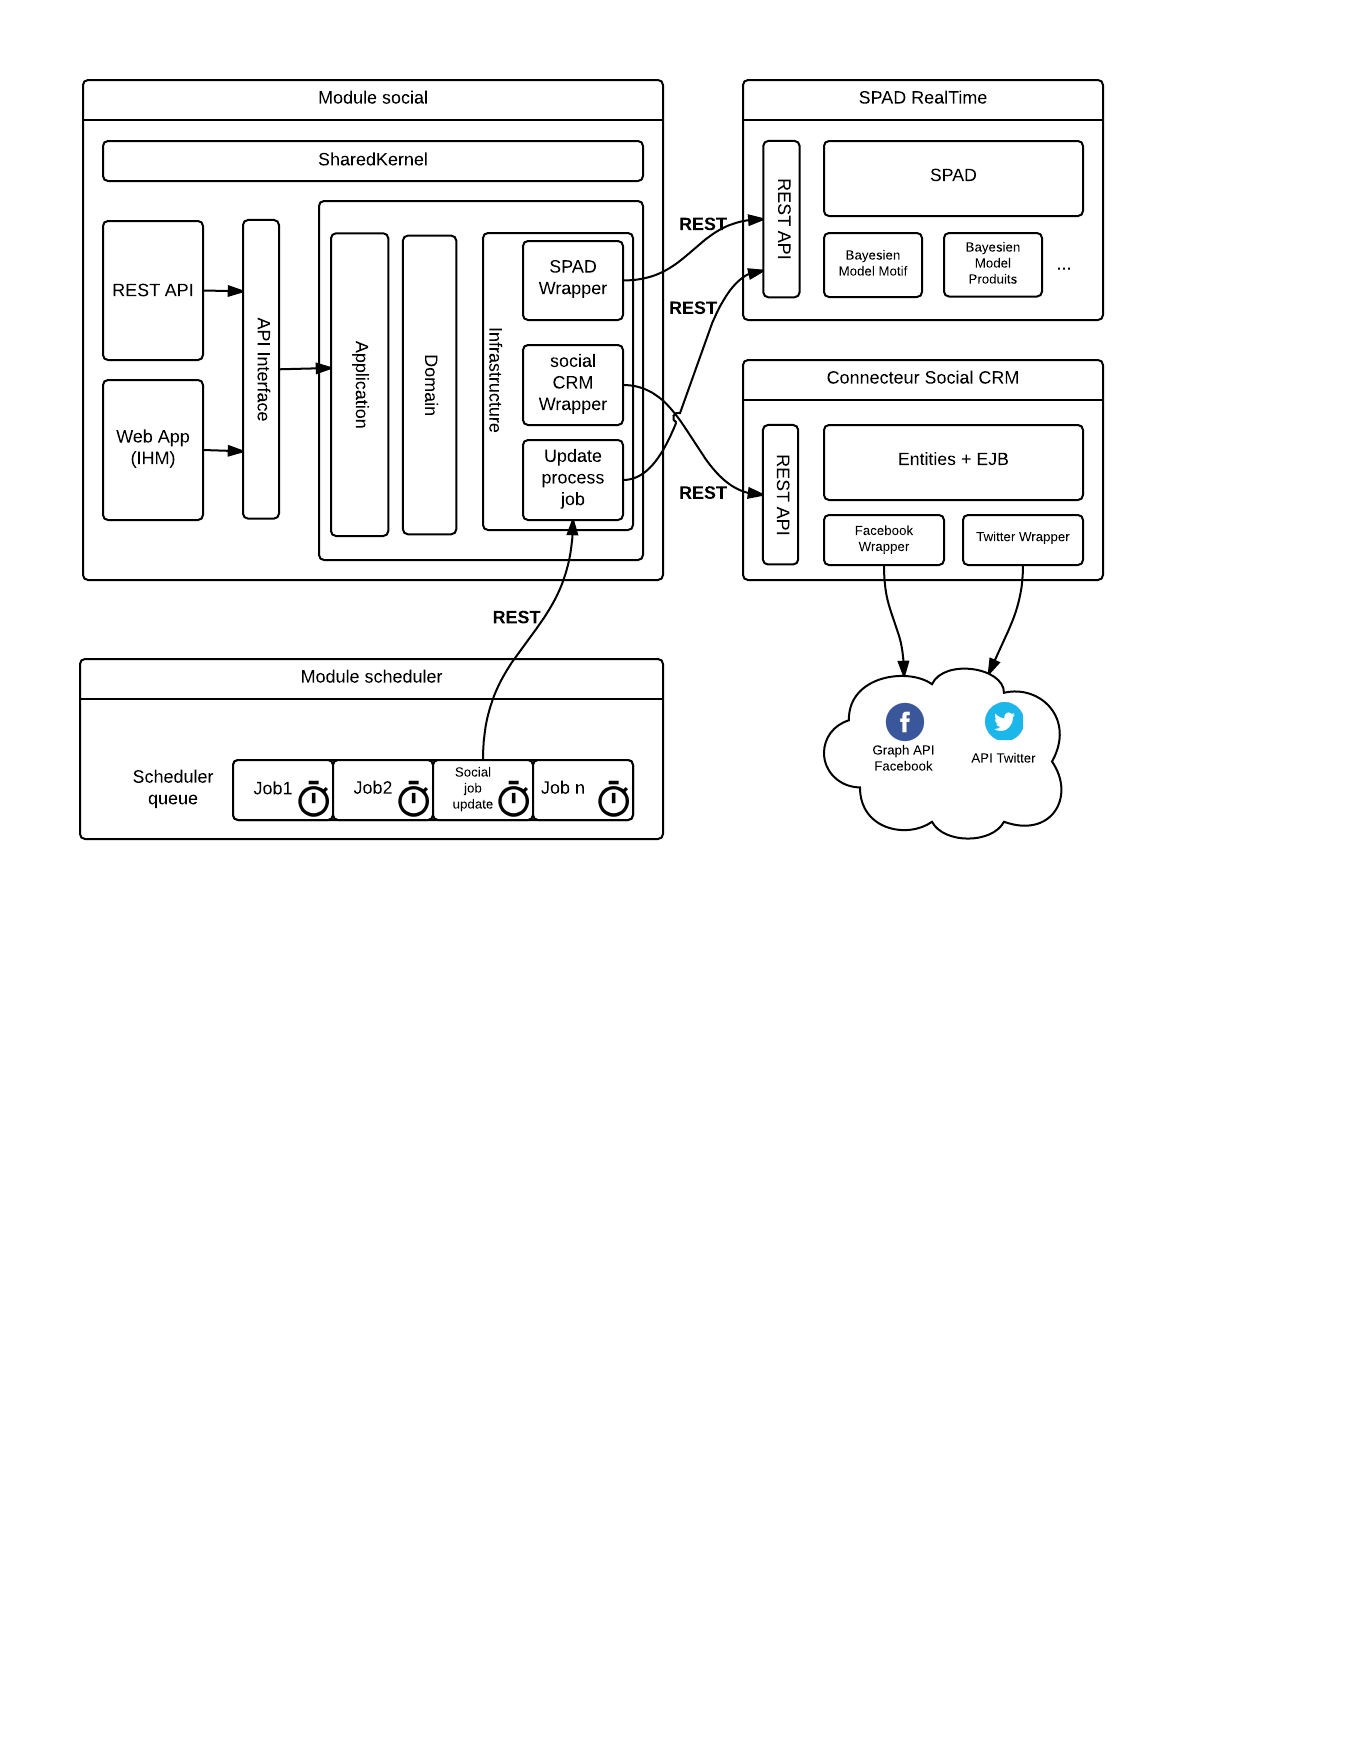 Module social
SharedKernel
REST API
Web App
(IHM)
API Interface
Application
Domain
Infrastructure
SPAD
Wrapper
social
CRM
Wrapper
Update
process
job
REST
REST
REST
REST
SPAD RealTime
REST API
SPAD
Bayesien
Model Motif
Bayesien
Model
Produits
...
Connecteur Social CRM
REST API
Entities + EJB
Facebook
Wrapper
Twitter Wrapper
Graph API
Facebook
API Twitter
Module scheduler
Scheduler
queue
Job1
Job2
Social
job
update
Job n